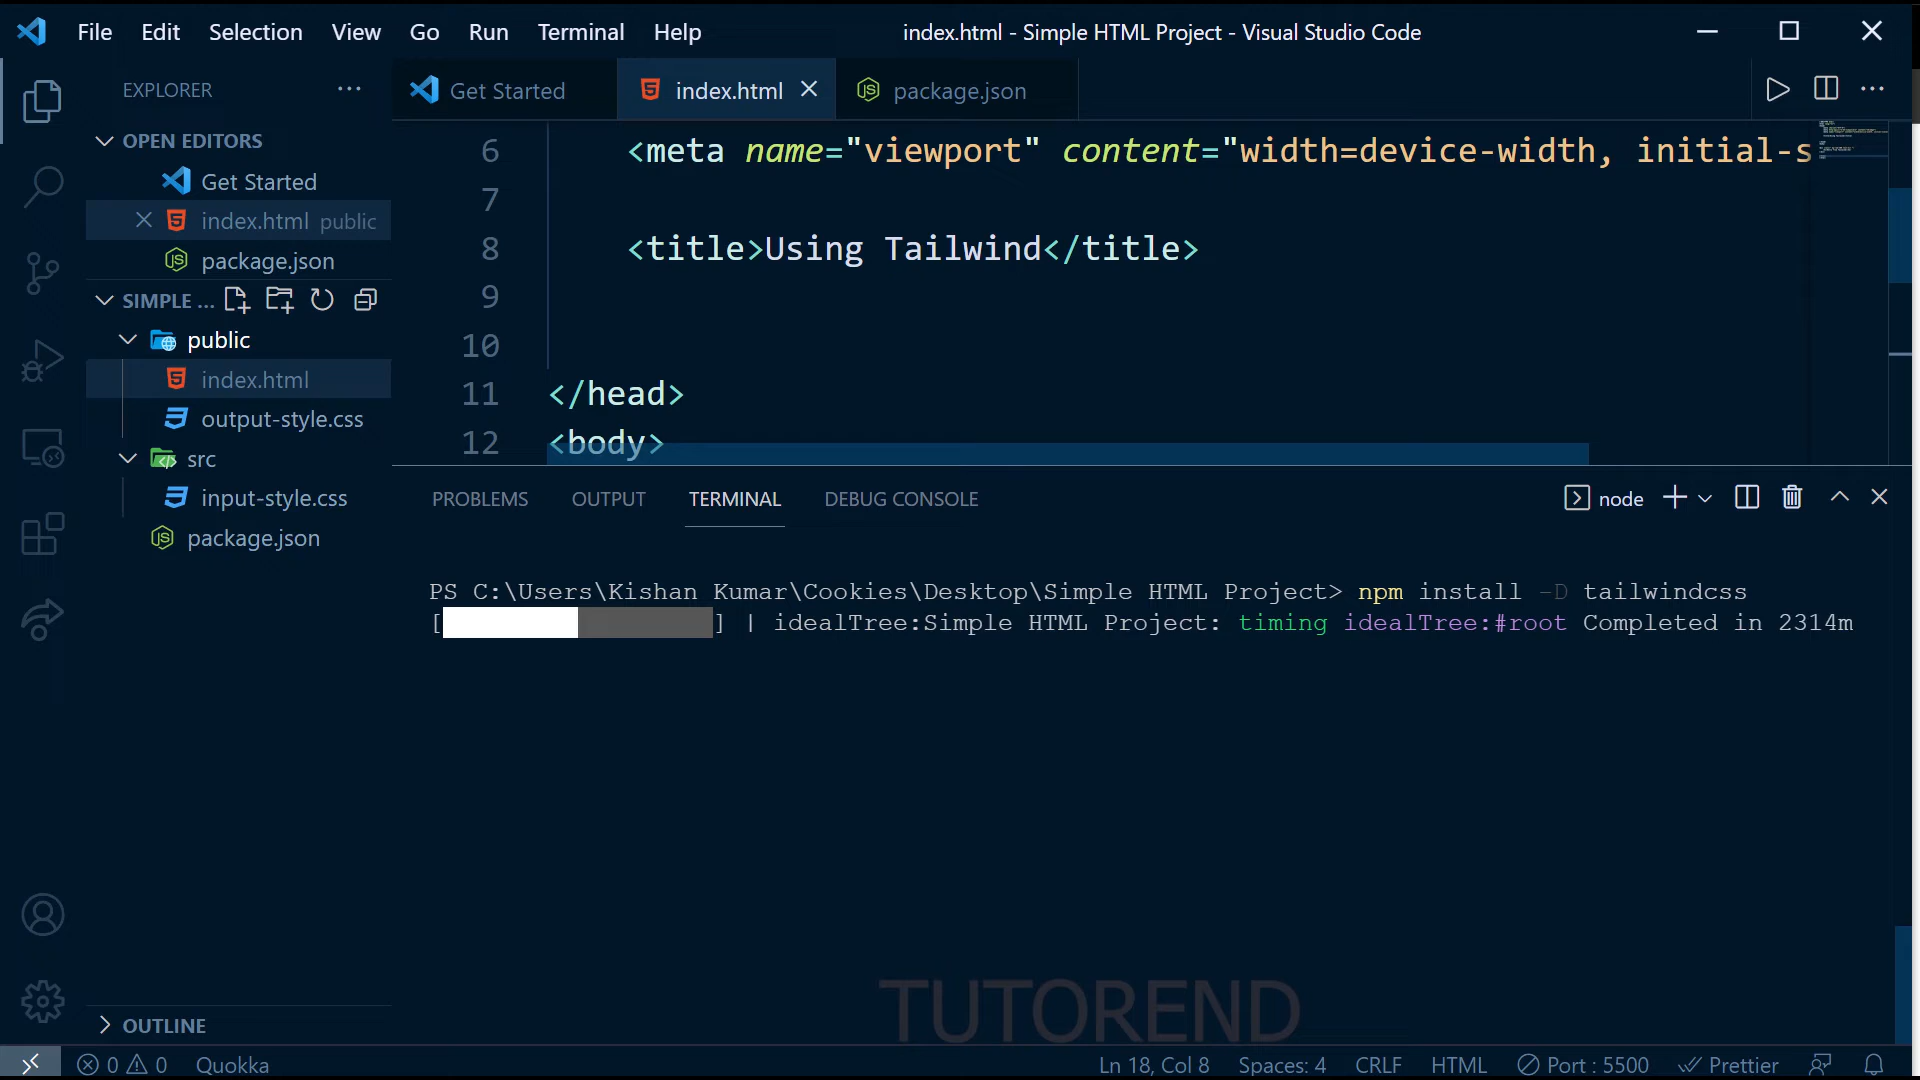 File Edit Selection View Go Run Terminal Help
index.html - Simple HTML Project - Visual Studio Code
EXPLORER
Get Started
index.html
package.json
OPEN EDITORS
Get Started
index.html public
package.json
SIMPLE ...
public
index.html
output-style.css
src
input-style.css
package.json
OUTLINE
6 <meta name="viewport" content="width=device-width, initial-s
7
8 <title>Using Tailwind</title>
9
10
11 </head>
12 <body>
PROBLEMS OUTPUT TERMINAL DEBUG CONSOLE
node
PS C:\Users\Kishan Kumar\Cookies\Desktop\Simple HTML Project> npm install -D tailwindcss
[ ] | idealTree:Simple HTML Project: timing idealTree:#root Completed in 2314m
TUTOREND
0 0 Quokka
Ln 18, Col 8 Spaces: 4 CRLF HTML Port : 5500 Prettier